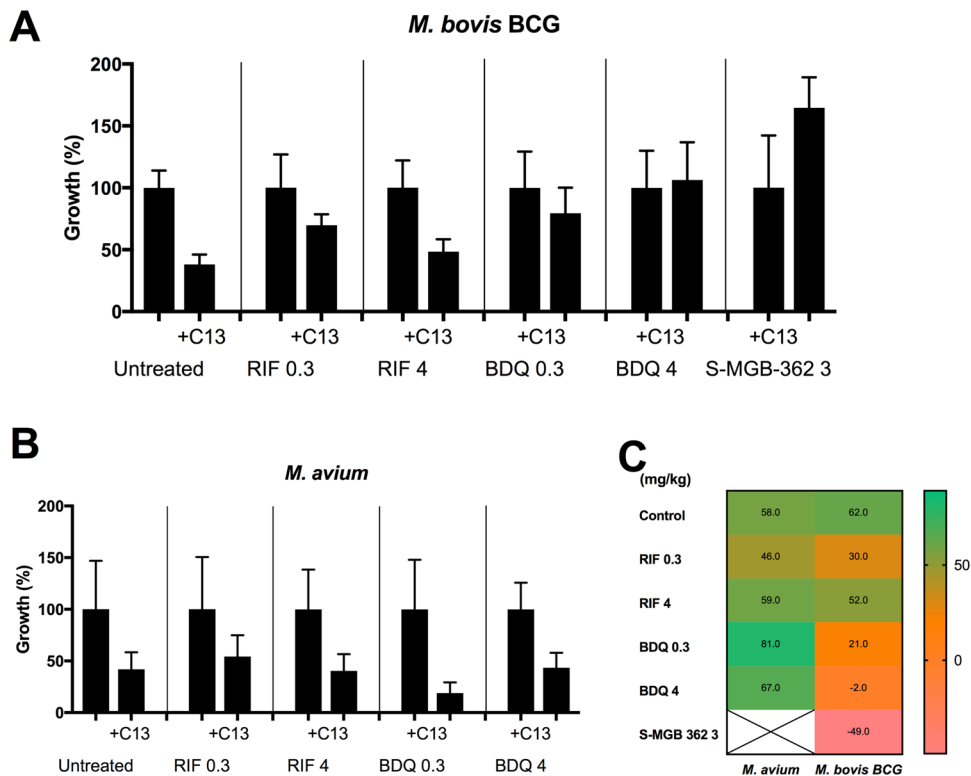 A
M. bovis BCG
Growth (%)
200
150
100
50
0
+C13 +C13 +C13 +C13 +C13 +C13
Untreated RIF 0.3 RIF 4 BDQ 0.3 BDQ 4 S-MGB-362 3
B
M. avium
Growth (%)
200
150
100
50
0
+C13 +C13 +C13 +C13 +C13
Untreated RIF 0.3 RIF 4 BDQ 0.3 BDQ 4
C
(mg/kg)
Control 58.0 62.0
RIF 0.3 46.0 30.0
RIF 4 59.0 52.0
BDQ 0.3 81.0 21.0
BDQ 4 67.0 -2.0
S-MGB 362 3 -49.0
M. avium M. bovis BCG
50
0